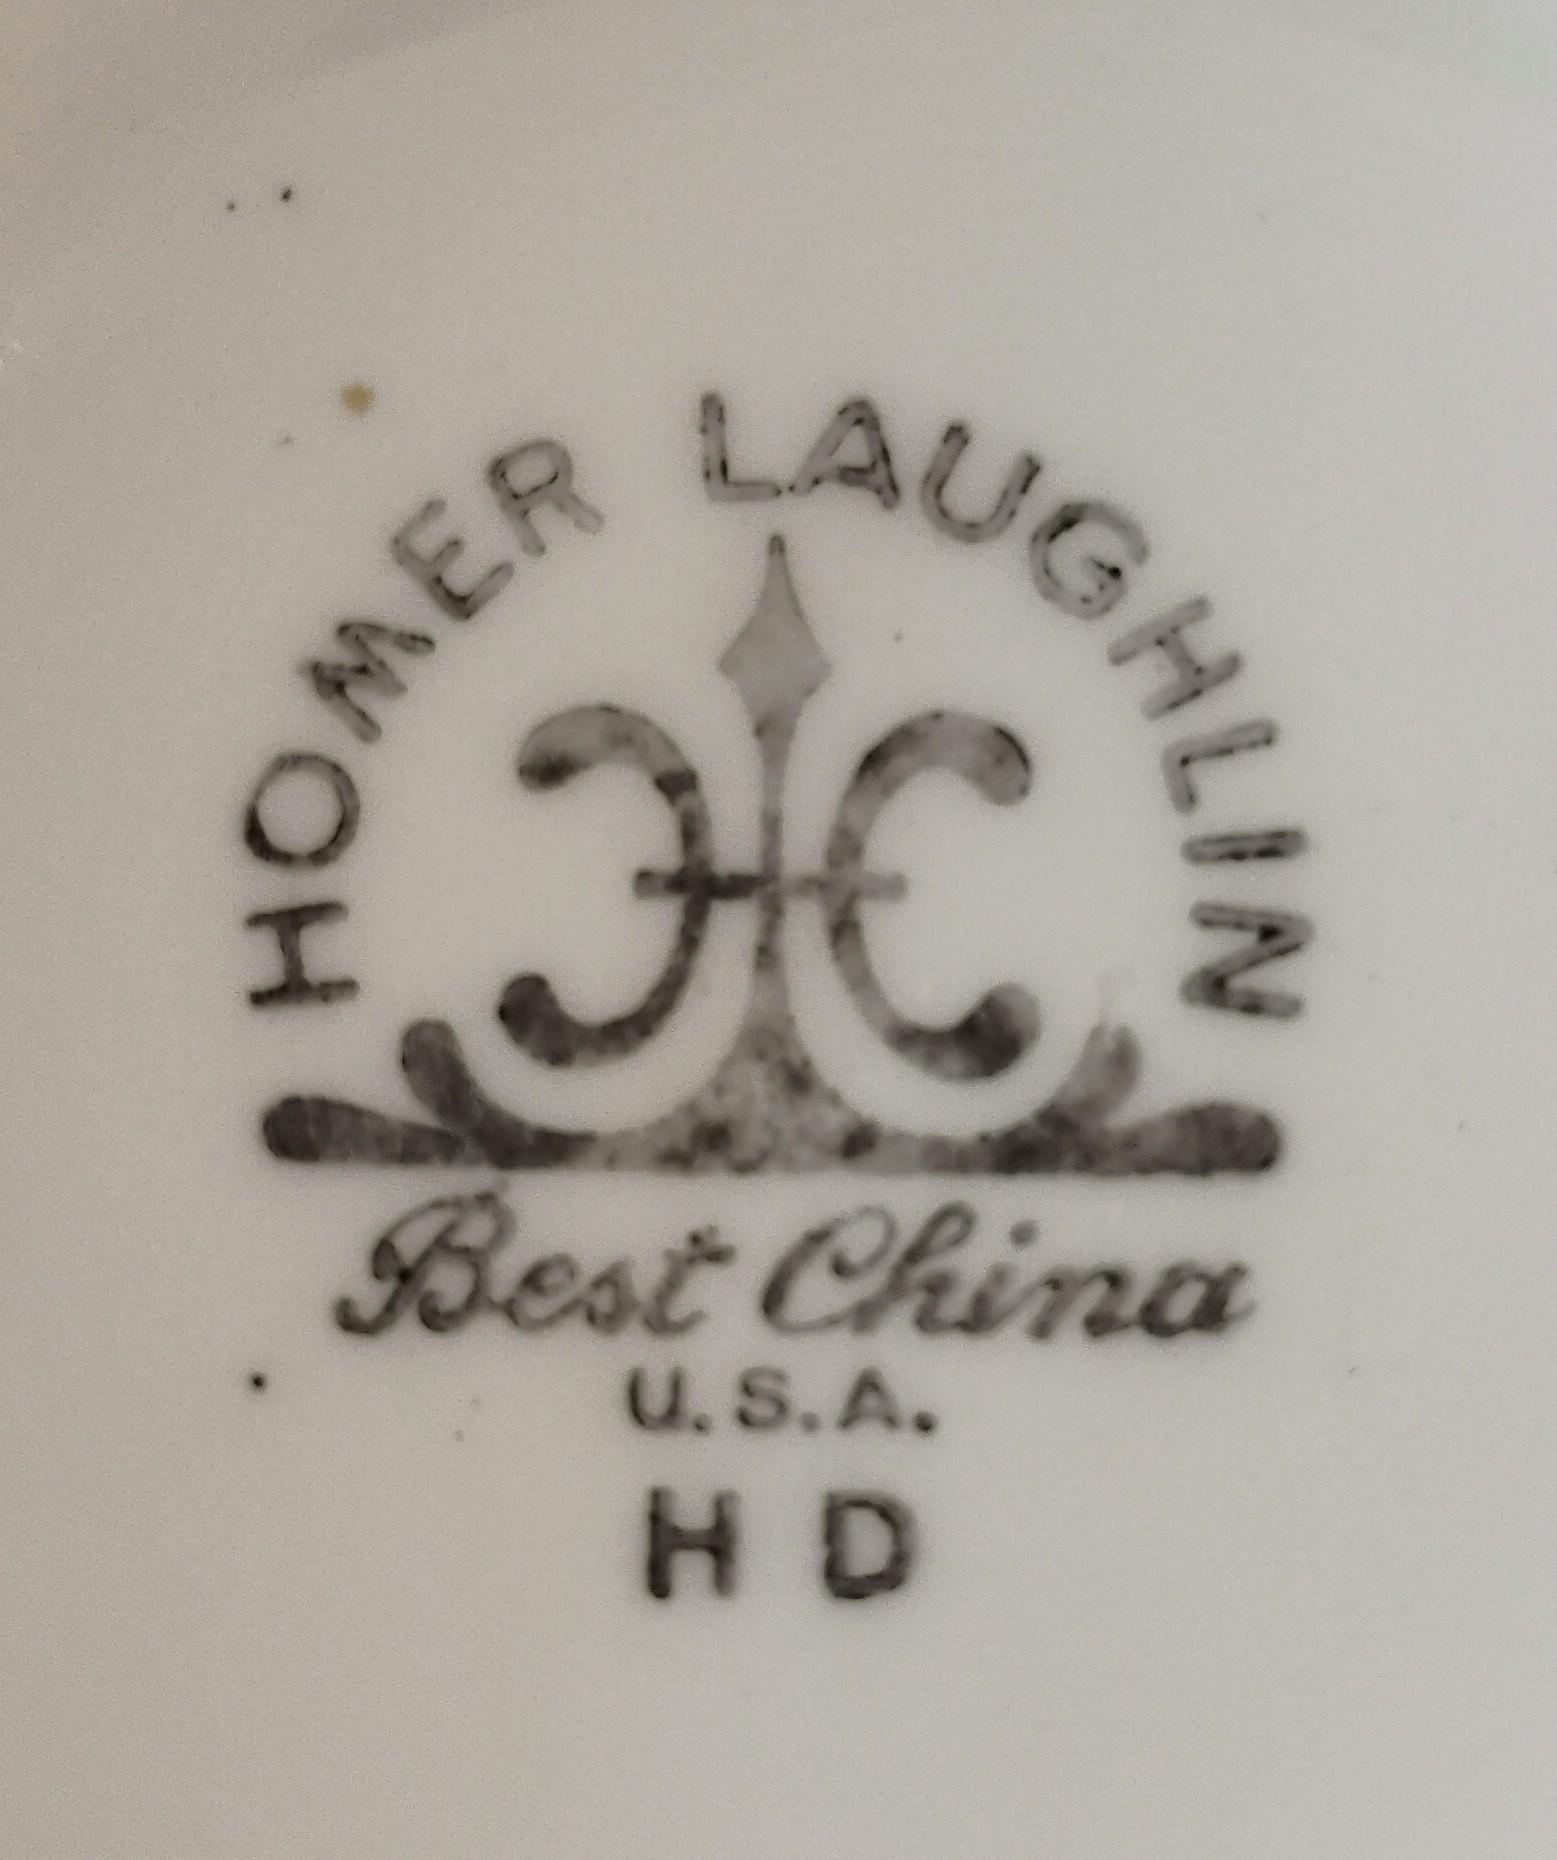 HOMER LAUGHLIN
Best China
U.S.A.
H D